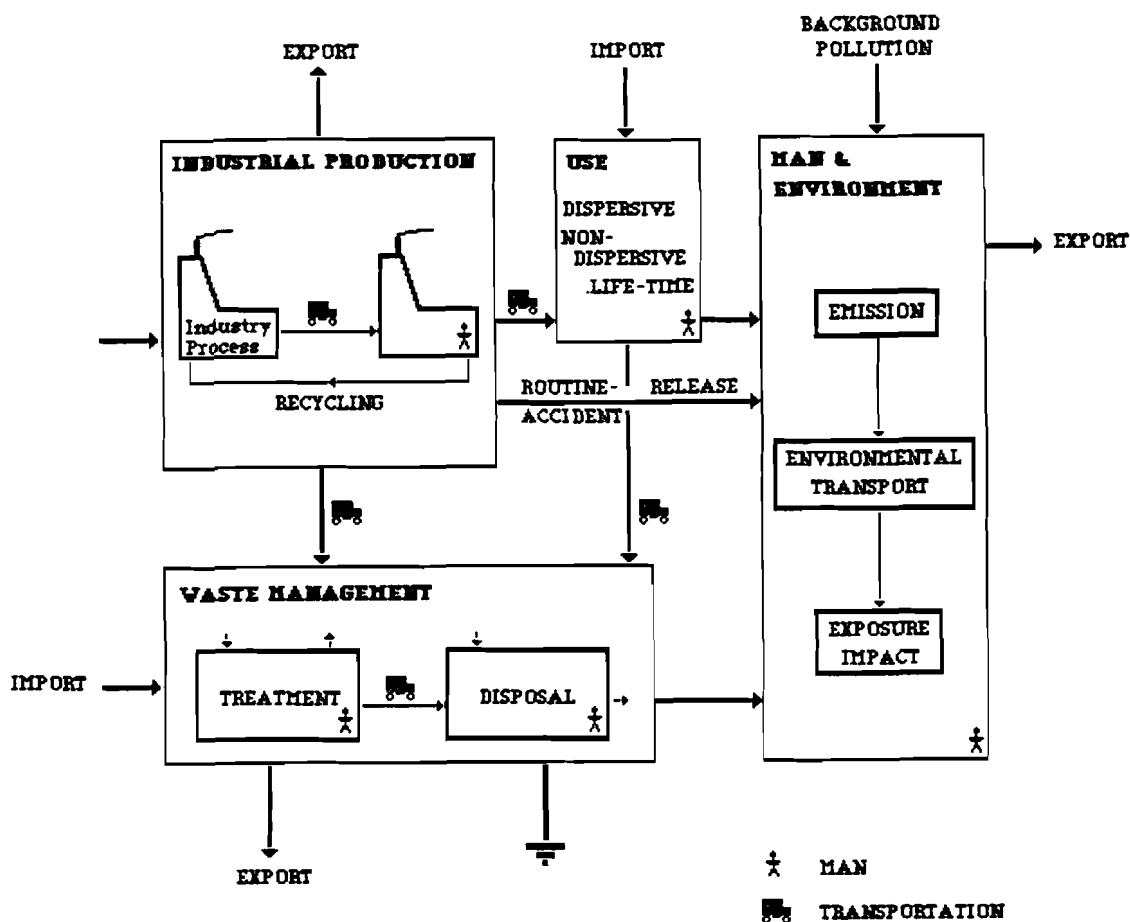 EXPORT
IMPORT
BACKGROUND
POLLUTION
INDUSTRIAL PRODUCTION
Industry
Process
RECYCLING
USE
DISPERSIVE
NON-
DISPERSIVE
.LIFE-TIME
MAN &
ENVIRONMENT
EMISSION
ENVIRONMENTAL
TRANSPORT
EXPOSURE
IMPACT
EXPORT
ROUTINE- RELEASE
ACCIDENT
WASTE MANAGEMENT
IMPORT
TREATMENT
DISPOSAL
EXPORT
MAN
TRANSPORTATION